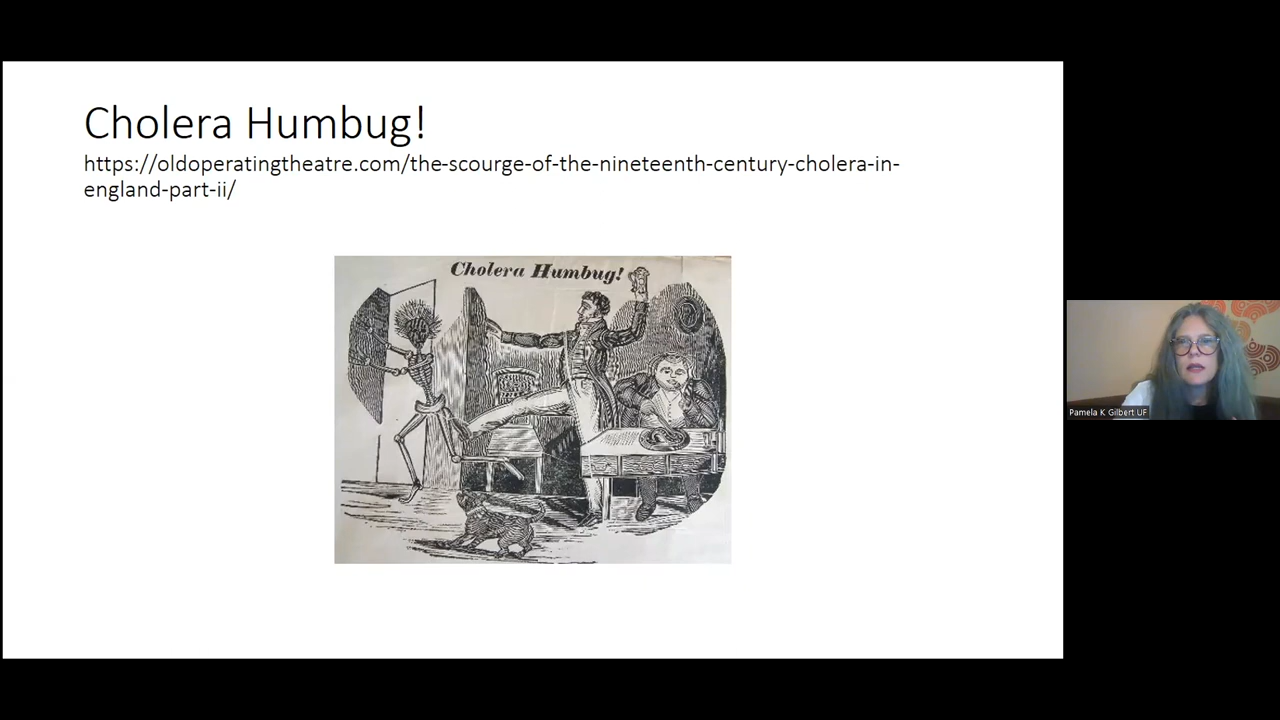 Cholera Humbug!
https://oldoperatingtheatre.com/the-scourge-of-the-nineteenth-century-cholera-in-
england-part-ii/
Cholera Humbug!
Pamela K Gilbert UF